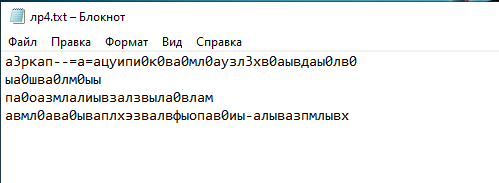 лр4.txt – Блокнот
Файл Правка Формат Вид Справка
а3ркап--=а=ацуипи0к0ва0мл0аузл3хв0аывдаы0лв0
ыа0шва0лм0ыы
па0оазмлалиывзалзвыла0влам
авмл0ава0ываплхэзвалвфыопав0иы-алывазпмлывх